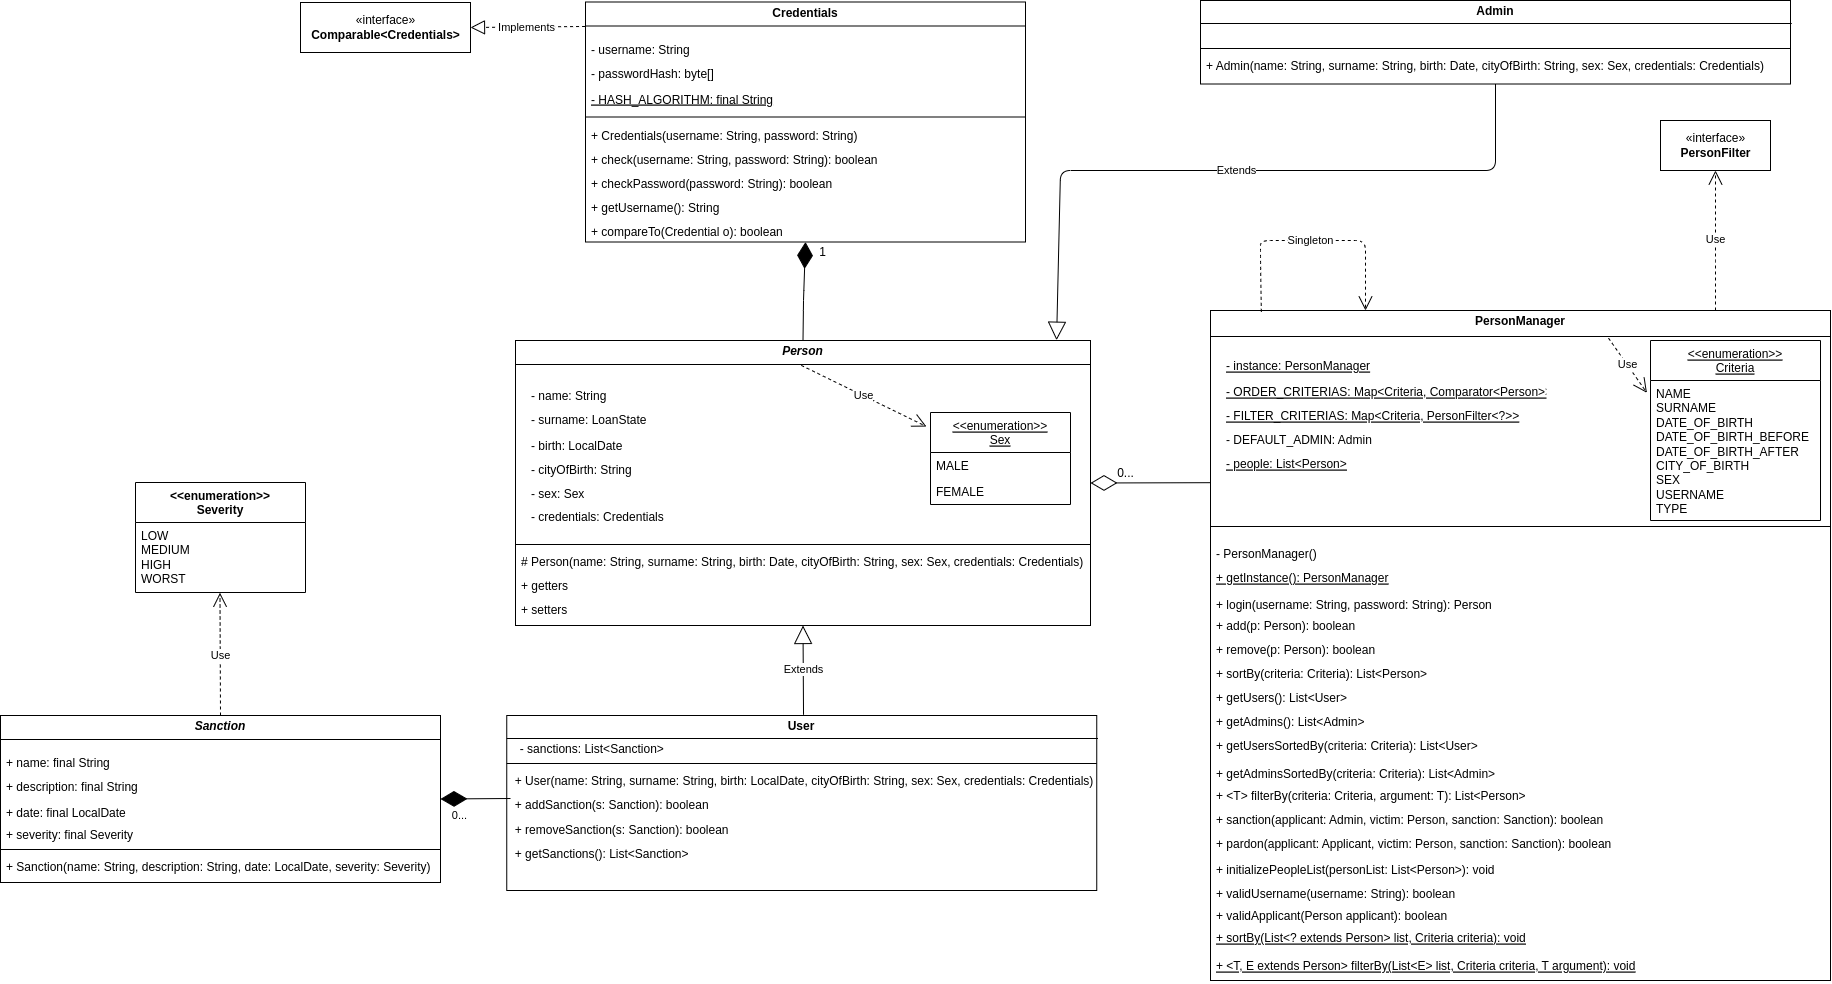 «interface»
Comparable<Credentials>
Implements
Credentials
- username: String
- passwordHash: byte[]
- HASH_ALGORITHM: final String
+ Credentials(username: String, password: String)
+ check(username: String, password: String): boolean
+ checkPassword(password: String): boolean
+ getUsername(): String
+ compareTo(Credential o): boolean
1
Admin
+ Admin(name: String, surname: String, birth: Date, cityOfBirth: String, sex: Sex, credentials: Credentials)
Extends
«interface»
PersonFilter
Use
Singleton
Person
- name: String
- surname: LoanState
- birth: LocalDate
- cityOfBirth: String
- sex: Sex
- credentials: Credentials
Use
<<enumeration>>
Sex
MALE
FEMALE
# Person(name: String, surname: String, birth: Date, cityOfBirth: String, sex: Sex, credentials: Credentials)
+ getters
+ setters
0...
PersonManager
- instance: PersonManager
- ORDER_CRITERIAS: Map<Criteria, Comparator<Person>
- FILTER_CRITERIAS: Map<Criteria, PersonFilter<?>>
- DEFAULT_ADMIN: Admin
- people: List<Person>
Use
<<enumeration>>
Criteria
NAME
SURNAME
DATE_OF_BIRTH
DATE_OF_BIRTH_BEFORE
DATE_OF_BIRTH_AFTER
CITY_OF_BIRTH
SEX
USERNAME
TYPE
- PersonManager()
+ getInstance(): PersonManager
+ login(username: String, password: String): Person
+ add(p: Person): boolean
+ remove(p: Person): boolean
+ sortBy(criteria: Criteria): List<Person>
+ getUsers(): List<User>
+ getAdmins(): List<Admin>
+ getUsersSortedBy(criteria: Criteria): List<User>
+ getAdminsSortedBy(criteria: Criteria): List<Admin>
+ <T> filterBy(criteria: Criteria, argument: T): List<Person>
+ sanction(applicant: Admin, victim: Person, sanction: Sanction): boolean
+ pardon(applicant: Applicant, victim: Person, sanction: Sanction): boolean
+ initializePeopleList(personList: List<Person>): void
+ validUsername(username: String): boolean
+ validApplicant(Person applicant): boolean
+ sortBy(List<? extends Person> list, Criteria criteria): void
+ <T, E extends Person> filterBy(List<E> list, Criteria criteria, T argument): void
<<enumeration>>
Severity
LOW
MEDIUM
HIGH
WORST
Use
Sanction
+ name: final String
+ description: final String
+ date: final LocalDate
+ severity: final Severity
+ Sanction(name: String, description: String, date: LocalDate, severity: Severity)
0...
Extends
User
- sanctions: List<Sanction>
+ User(name: String, surname: String, birth: LocalDate, cityOfBirth: String, sex: Sex, credentials: Credentials)
+ addSanction(s: Sanction): boolean
+ removeSanction(s: Sanction): boolean
+ getSanctions(): List<Sanction>